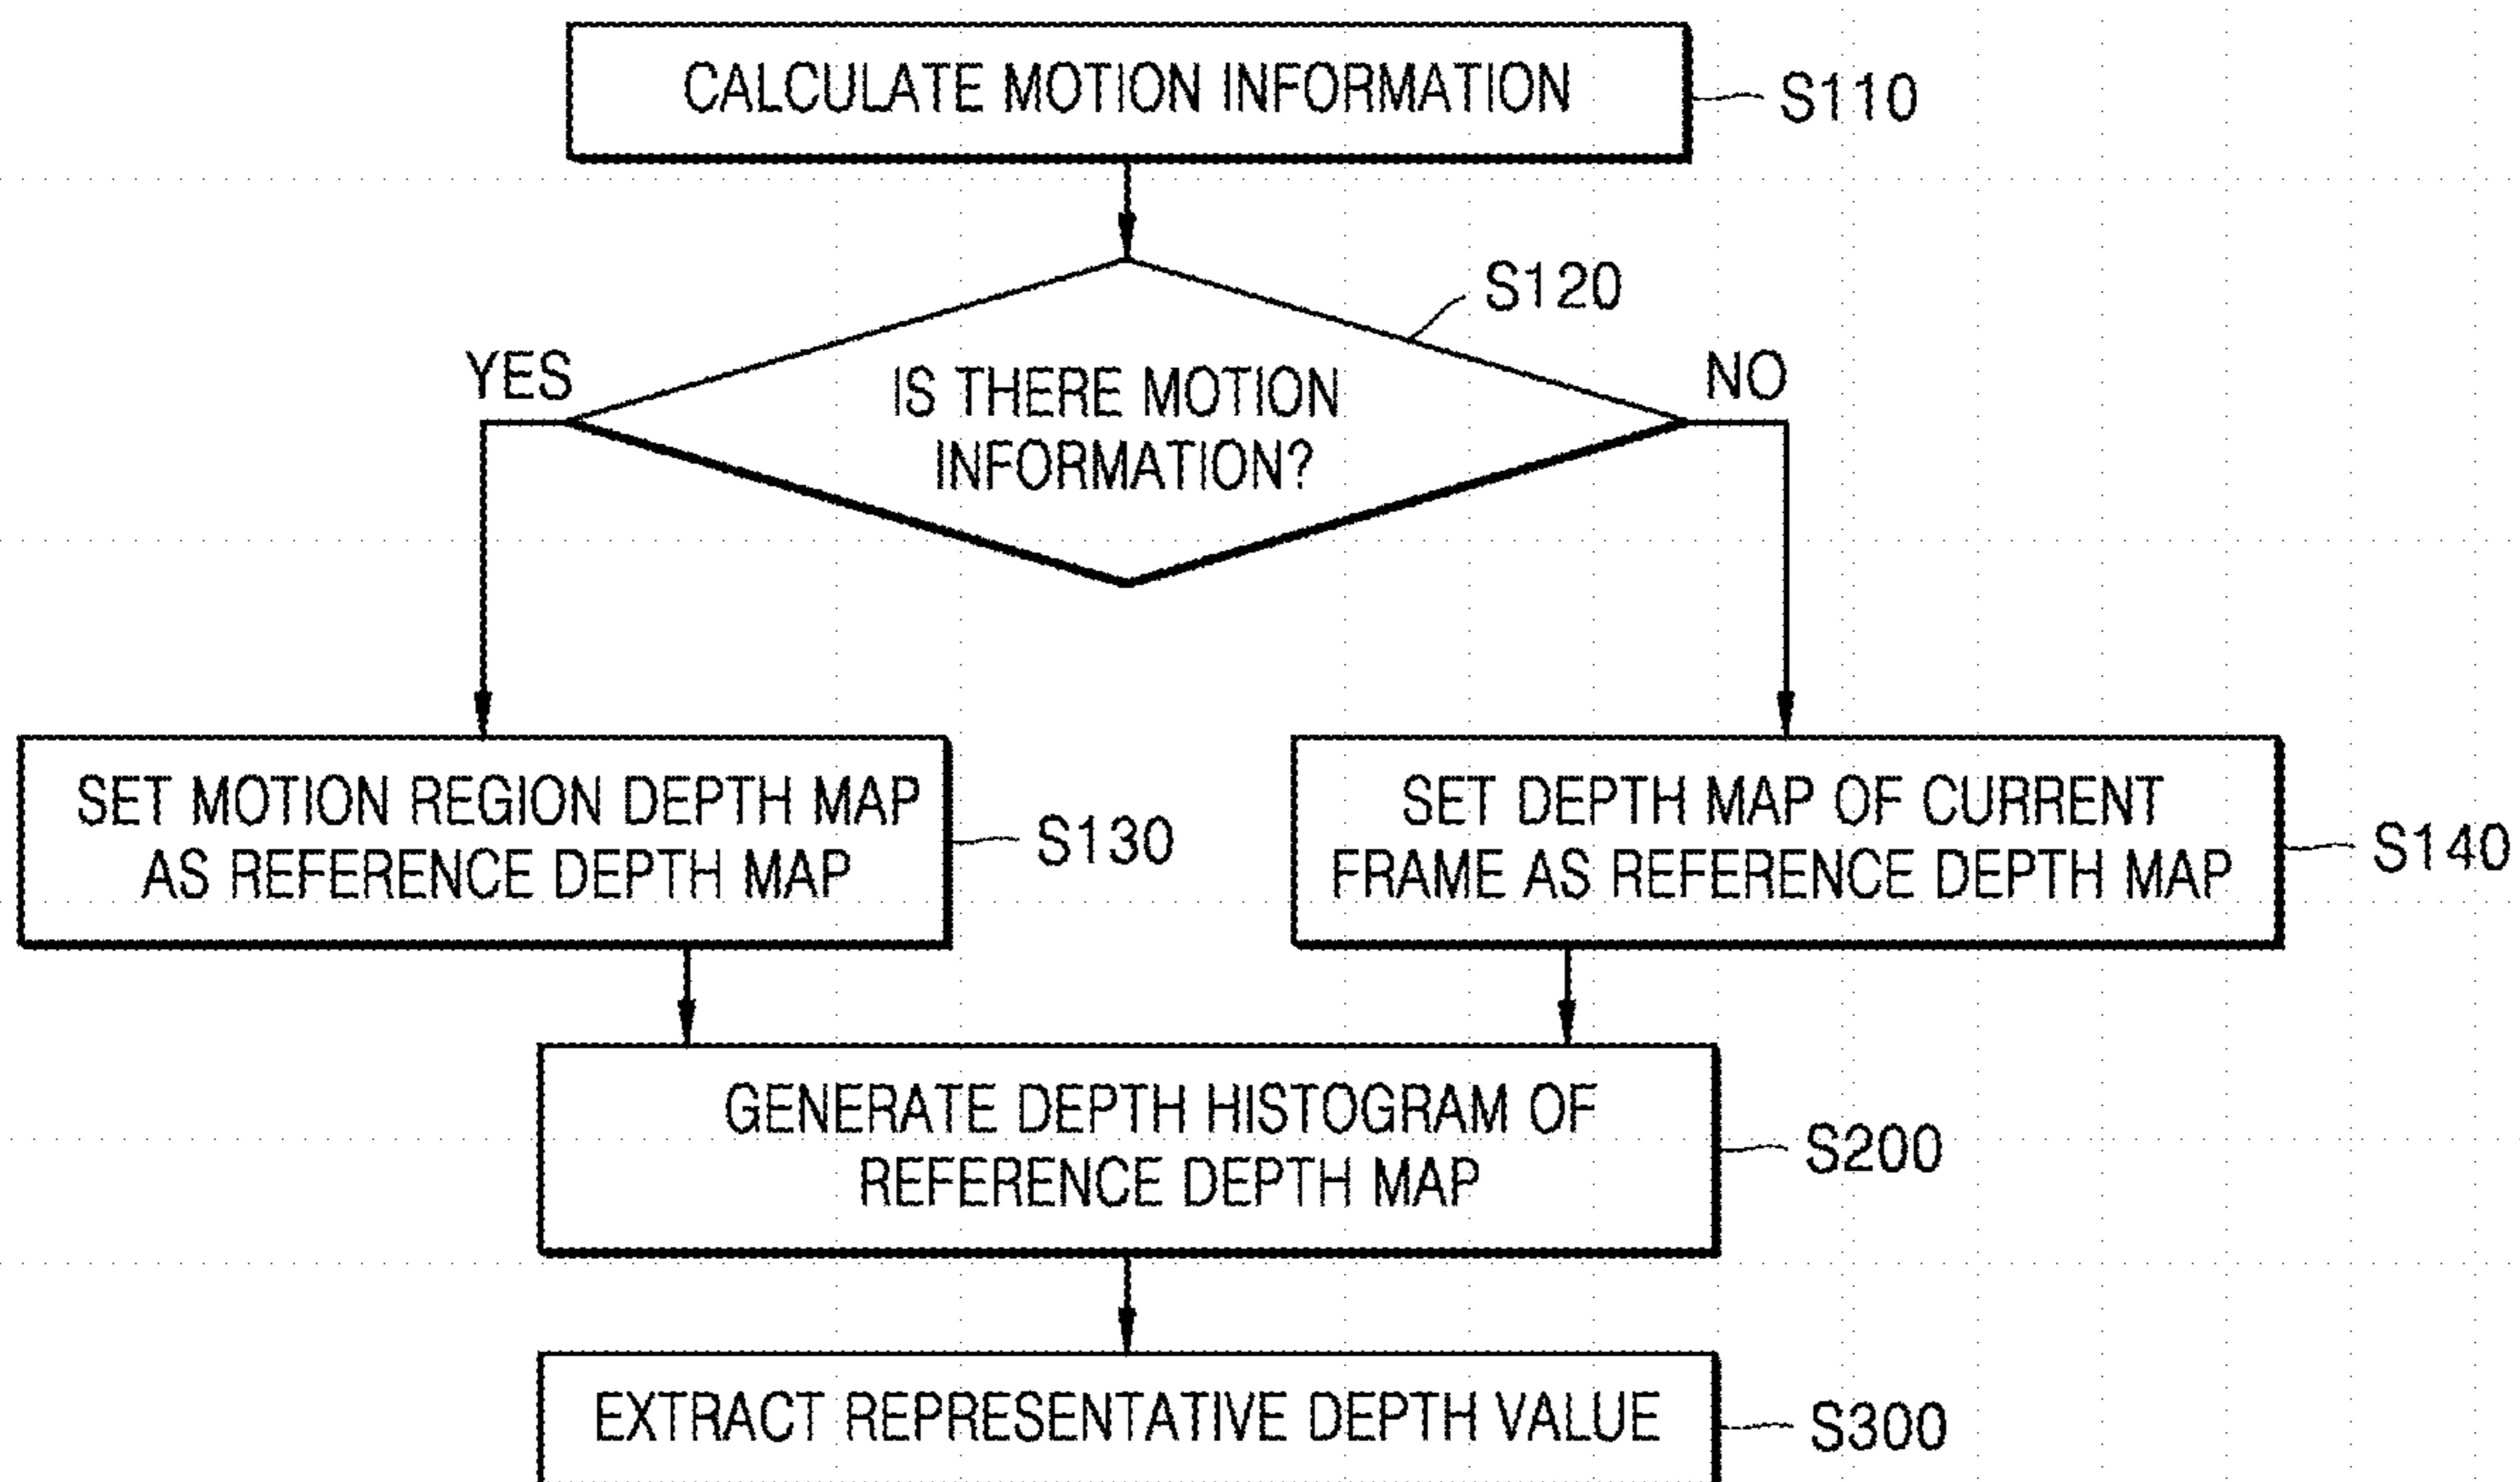 CALCULATE MOTION INFORMATION
S110
S120
YES
NO
IS THERE MOTION
INFORMATION?
SET MOTION REGION DEPTH MAP
AS REFERENCE DEPTH MAP
S130
SET DEPTH MAP OF CURRENT
FRAME AS REFERENCE DEPTH MAP
S140
GENERATE DEPTH HISTOGRAM OF
REFERENCE DEPTH MAP
S200
EXTRACT REPRESENTATIVE DEPTH VALUE
S300